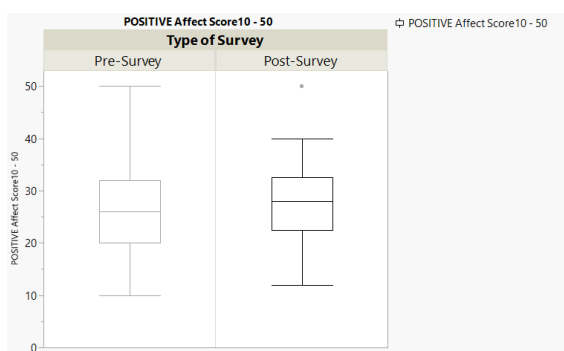 POSITIVE Affect Score10 - 50
POSITIVE Affect Score10 - 50
Type of Survey
Pre-Survey
Post-Survey
POSITIVE Affect Score10 - 50
50
40
30
20
10
0